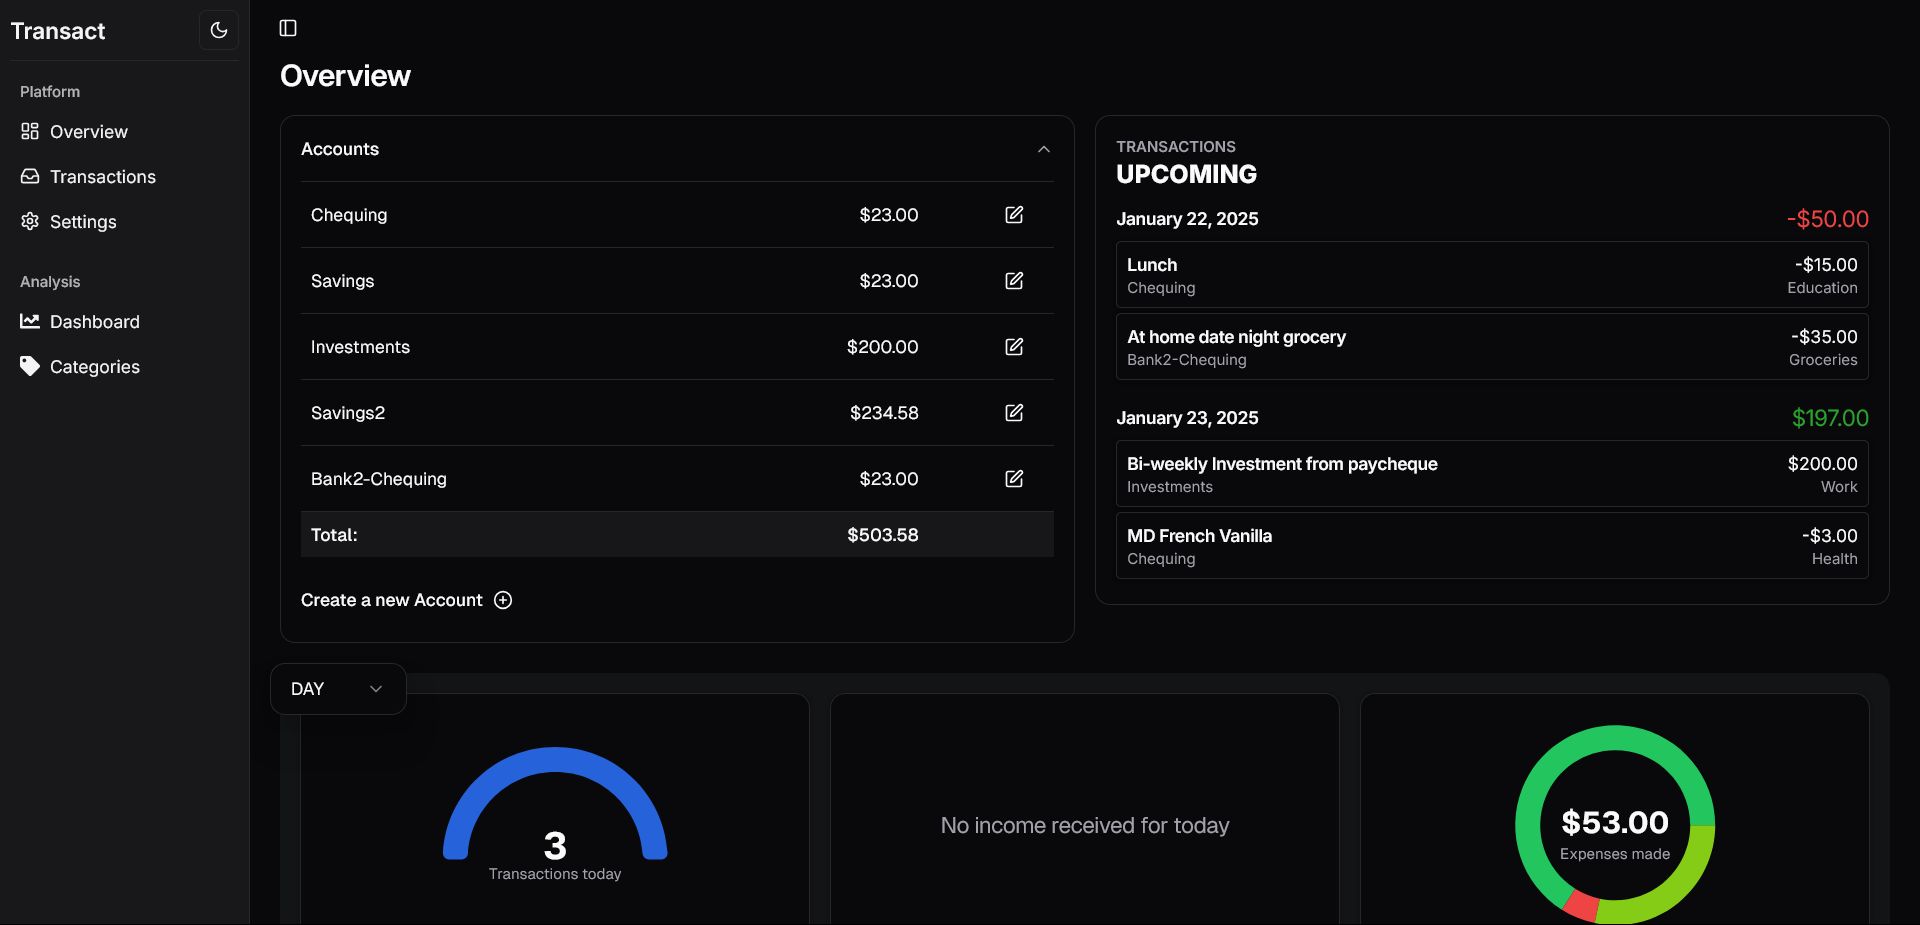 Transact
Platform
Overview
Transactions
Settings
Analysis
Dashboard
Categories
Overview
Accounts
Chequing $23.00
Savings $23.00
Investments $200.00
Savings2 $234.58
Bank2-Chequing $23.00
Total: $503.58
Create a new Account
TRANSACTIONS
UPCOMING
January 22, 2025 -$50.00
Lunch -$15.00
Chequing Education
At home date night grocery -$35.00
Bank2-Chequing Groceries
January 23, 2025 $197.00
Bi-weekly Investment from paycheque $200.00
Investments Work
MD French Vanilla -$3.00
Chequing Health
DAY
3
Transactions today
No income received for today
$53.00
Expenses made